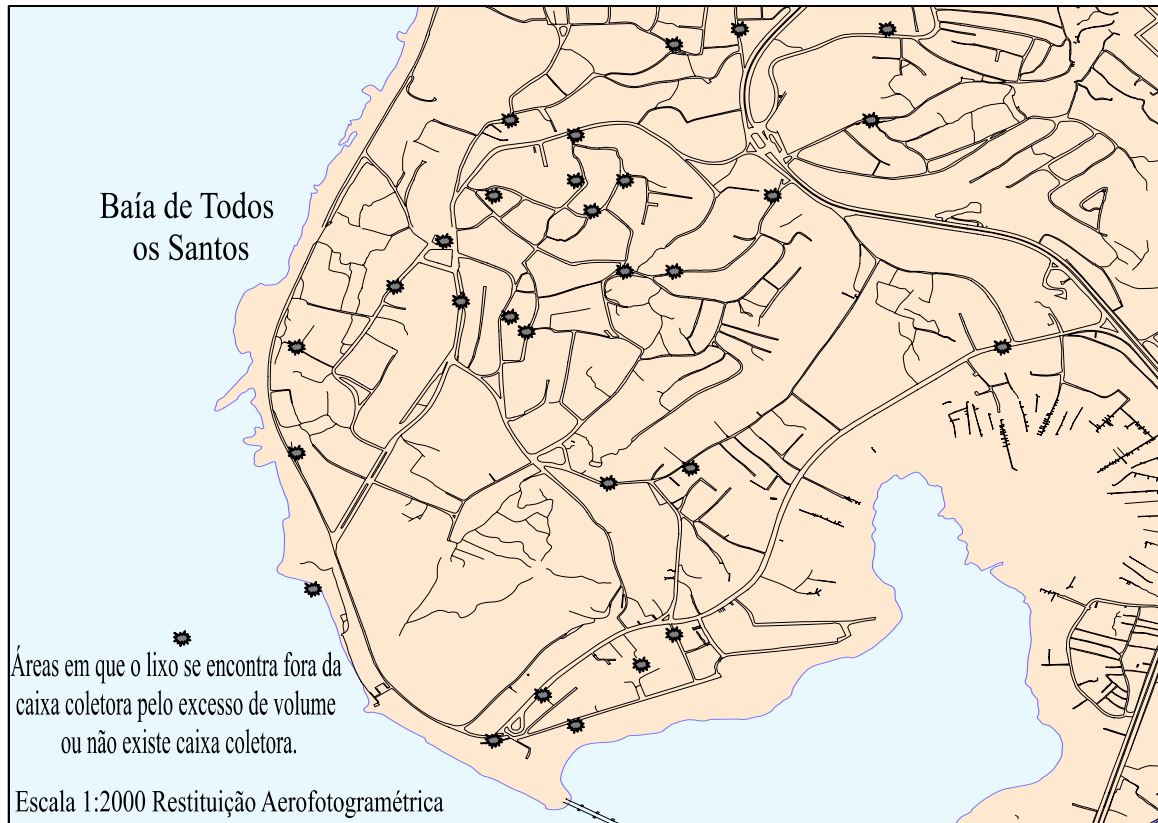 Baía de Todos
os Santos
Áreas em que o lixo se encontra fora da
caixa coletora pelo excesso de volume
ou não existe caixa coletora.
Escala 1:2000 Restituição Aerofotogramétrica